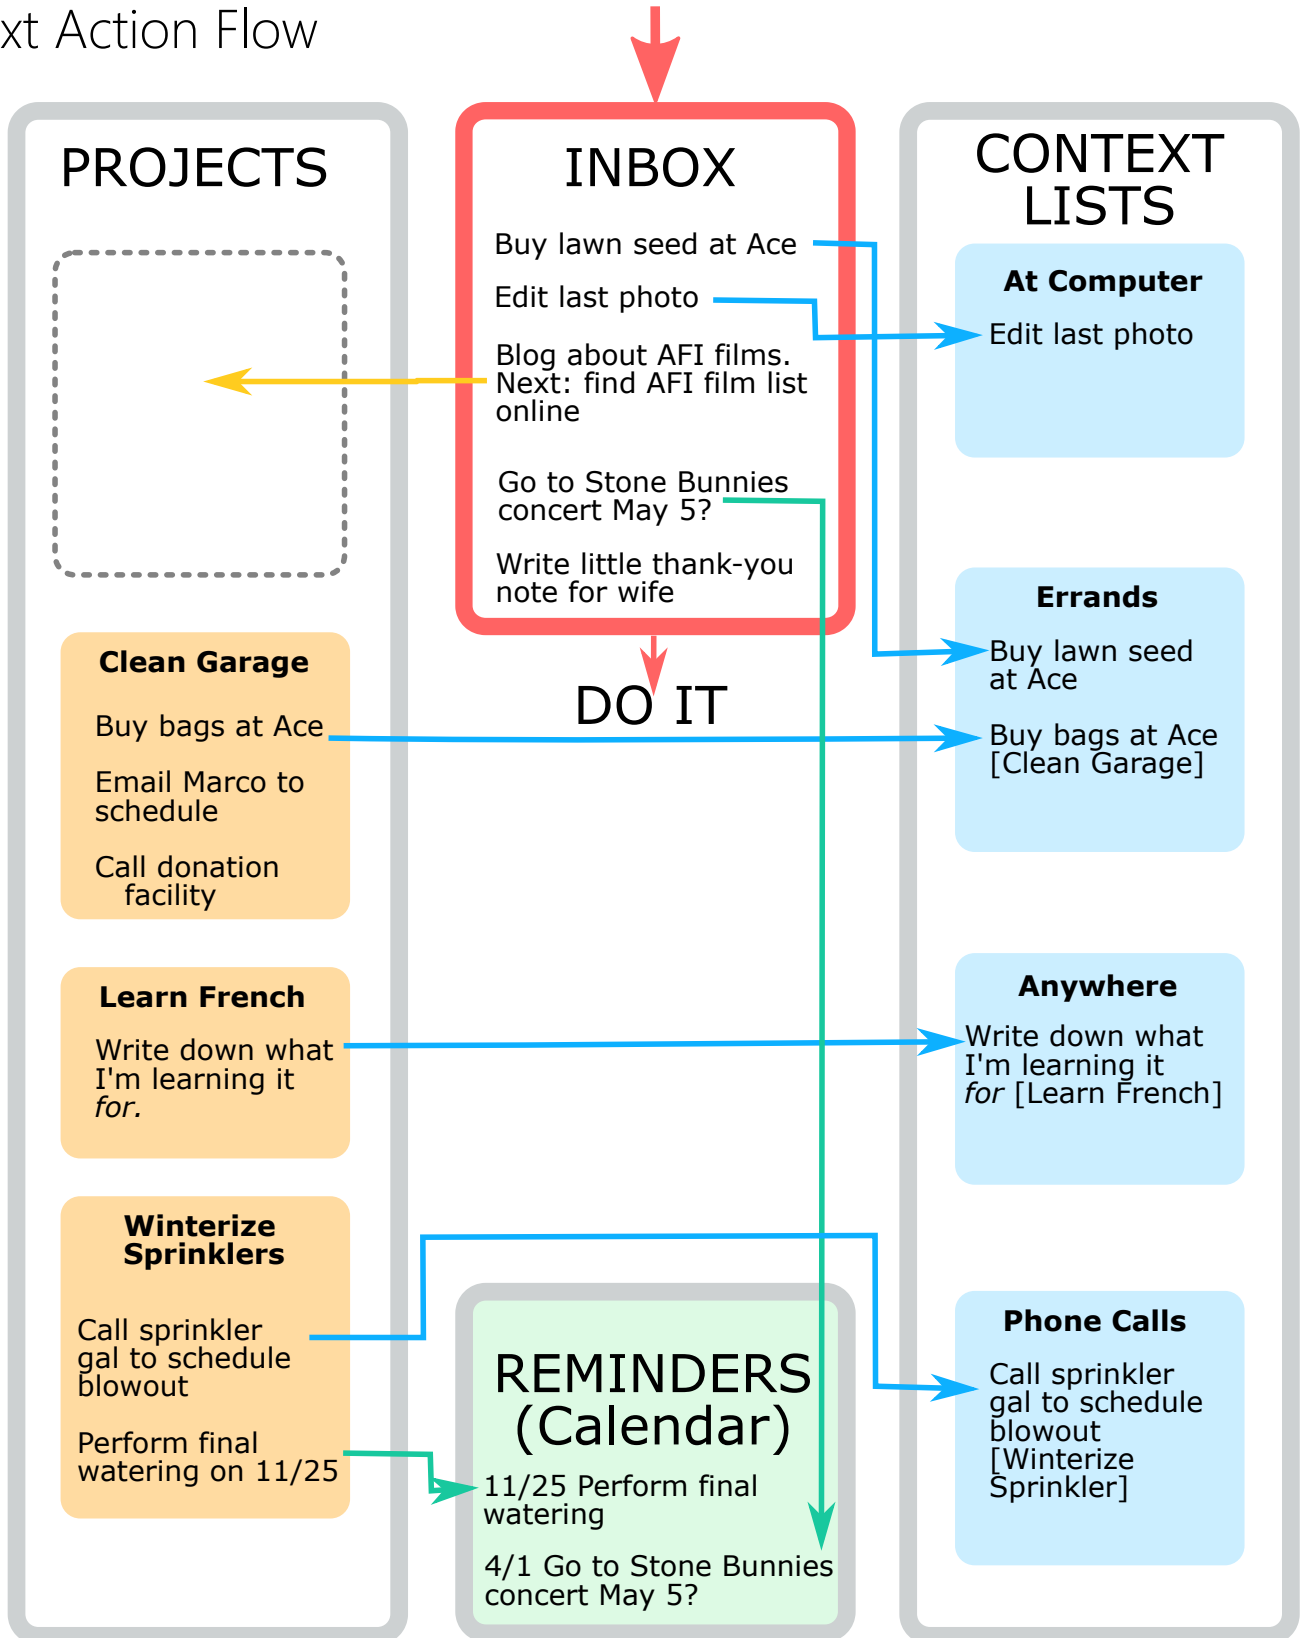 xt Action Flow
PROJECTS
Clean Garage
Buy bags at Ace
Email Marco to
schedule
Call donation
facility
Learn French
Write down what
I'm learning it
for.
Winterize
Sprinklers
Call sprinkler
gal to schedule
blowout
Perform final
watering on 11/25
INBOX
Buy lawn seed at Ace
Edit last photo
Blog about AFI films.
Next: find AFI film list
online
Go to Stone Bunnies
concert May 5?
Write little thank-you
note for wife
DO IT
REMINDERS
(Calendar)
11/25 Perform final
watering
4/1 Go to Stone Bunnies
concert May 5?
CONTEXT
LISTS
At Computer
Edit last photo
Errands
Buy lawn seed
at Ace
Buy bags at Ace
[Clean Garage]
Anywhere
Write down what
I'm learning it
for [Learn French]
Phone Calls
Call sprinkler
gal to schedule
blowout
[Winterize
Sprinkler]